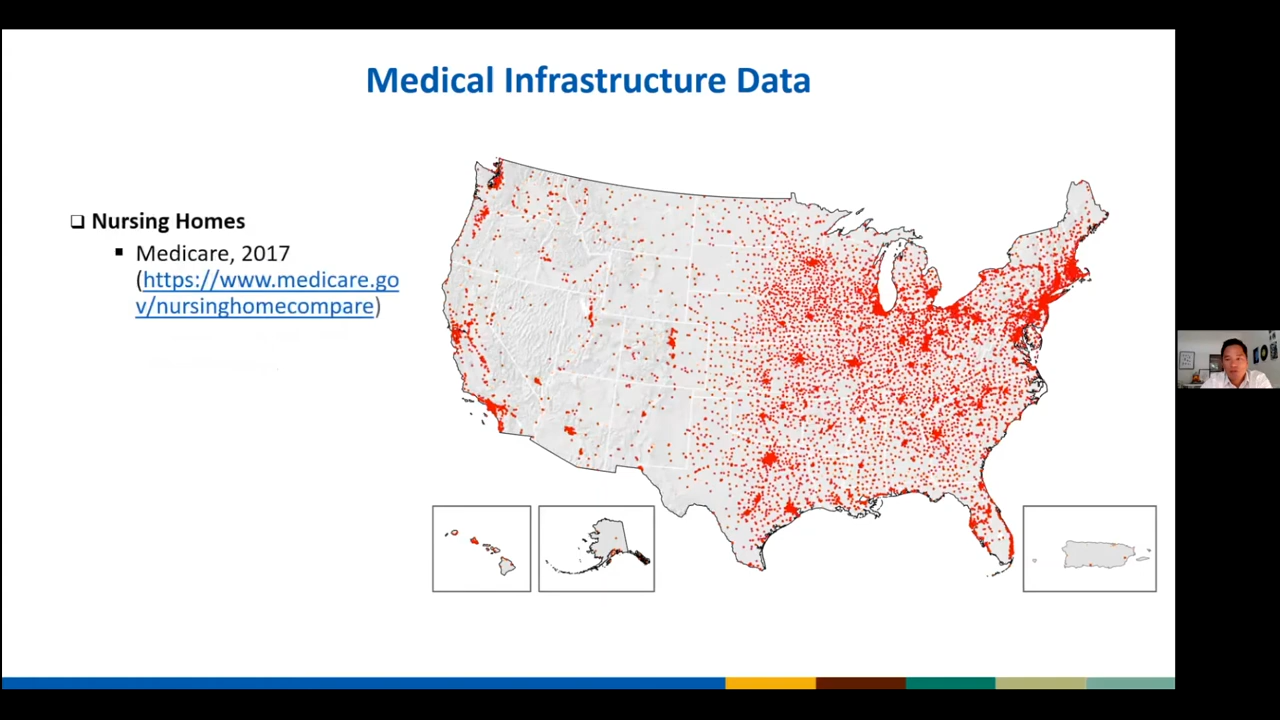 Medical Infrastructure Data
❑ Nursing Homes
▪ Medicare, 2017
(https://www.medicare.go
v/nursinghomecompare)